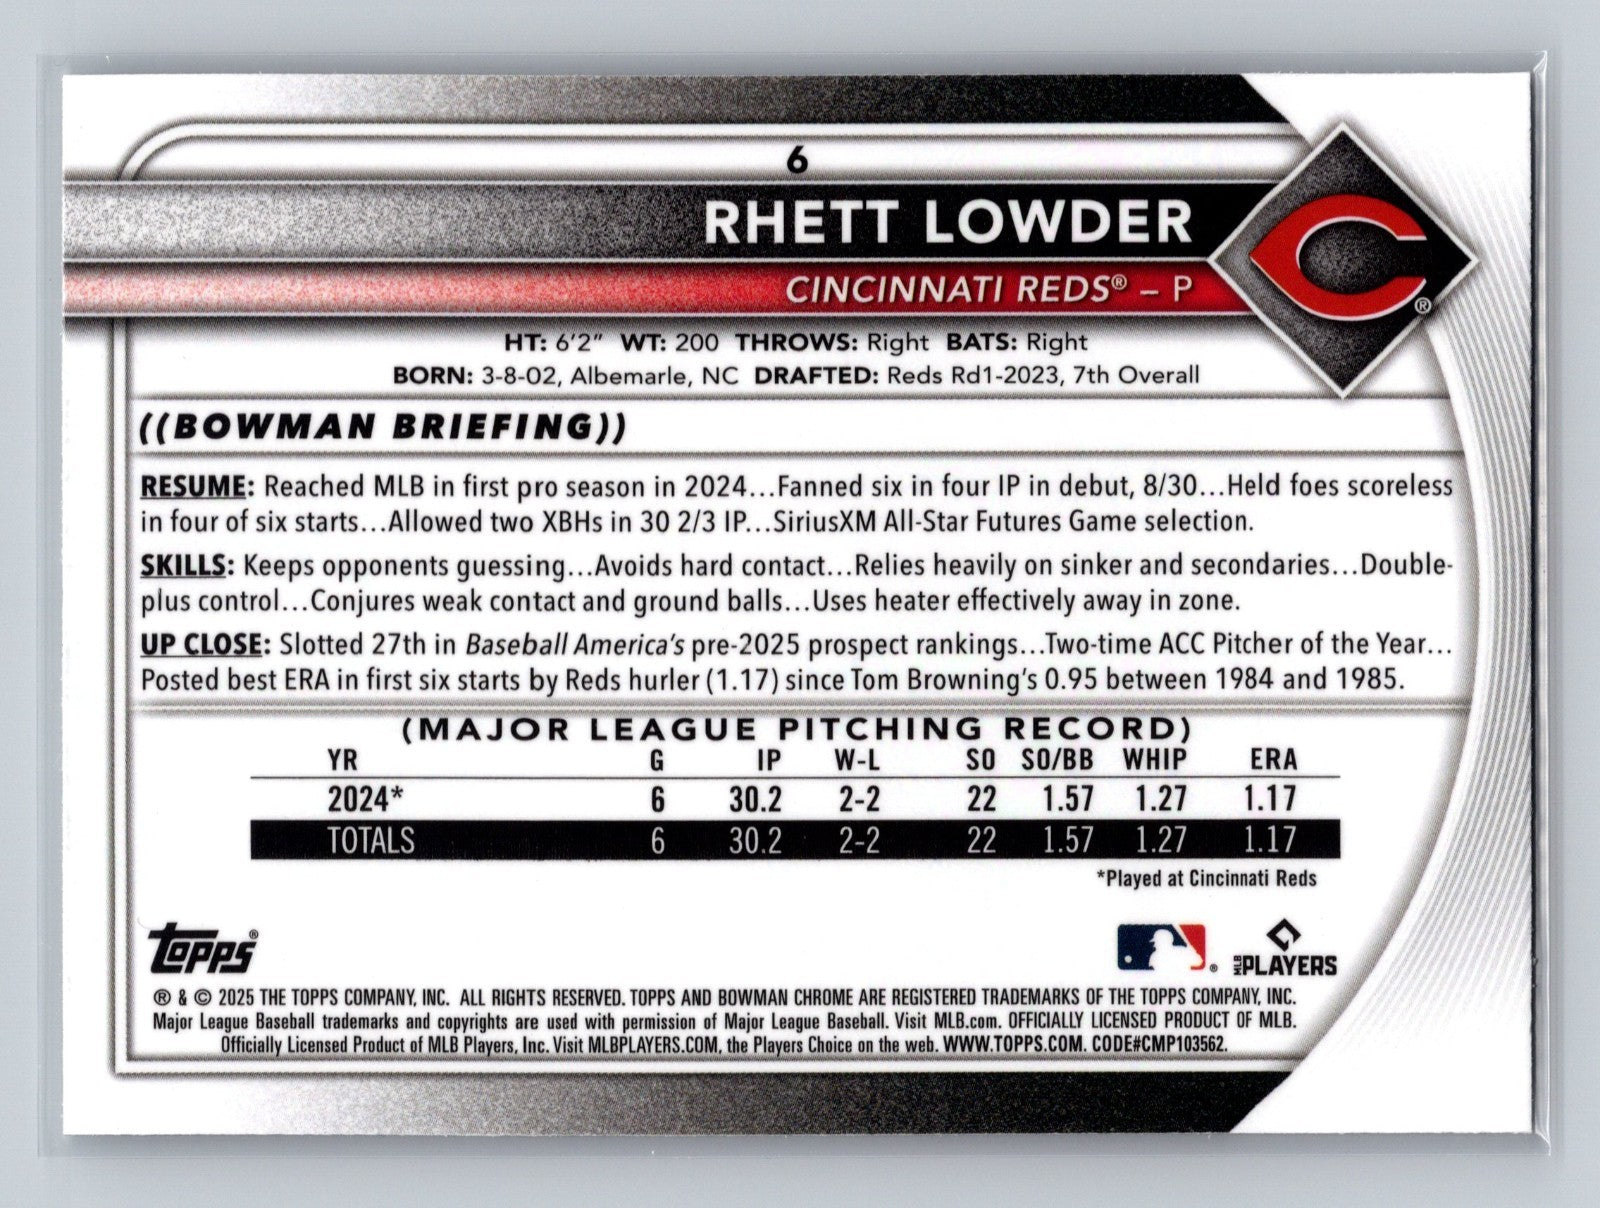 6
RHETT LOWDER
CINCINNATI REDS® – P
HT: 6'2" WT: 200 THROWS: Right BATS: Right
BORN: 3-8-02, Albemarle, NC DRAFTED: Reds Rd1-2023, 7th Overall
((BOWMAN BRIEFING))
RESUME: Reached MLB in first pro season in 2024...Fanned six in four IP in debut, 8/30...Held foes scoreless
in four of six starts...Allowed two XBHs in 30 2/3 IP...SiriusXM All-Star Futures Game selection.
SKILLS: Keeps opponents guessing...Avoids hard contact...Relies heavily on sinker and secondaries...Double-
plus control...Conjures weak contact and ground balls...Uses heater effectively away in zone.
UP CLOSE: Slotted 27th in Baseball America's pre-2025 prospect rankings...Two-time ACC Pitcher of the Year...
Posted best ERA in first six starts by Reds hurler (1.17) since Tom Browning's 0.95 between 1984 and 1985.
(MAJOR LEAGUE PITCHING RECORD)
YR G IP W-L SO SO/BB WHIP ERA
2024* 6 30.2 2-2 22 1.57 1.27 1.17
TOTALS 6 30.2 2-2 22 1.57 1.27 1.17
*Played at Cincinnati Reds
Topps®
MLB PLAYERS
® & © 2025 THE TOPPS COMPANY, INC. ALL RIGHTS RESERVED. TOPPS AND BOWMAN CHROME ARE REGISTERED TRADEMARKS OF THE TOPPS COMPANY, INC.
Major League Baseball trademarks and copyrights are used with permission of Major League Baseball. Visit MLB.com. OFFICIALLY LICENSED PRODUCT OF MLB.
Officially Licensed Product of MLB Players, Inc. Visit MLBPLAYERS.COM, the Players Choice on the web. WWW.TOPPS.COM. CODE#CMP103562.